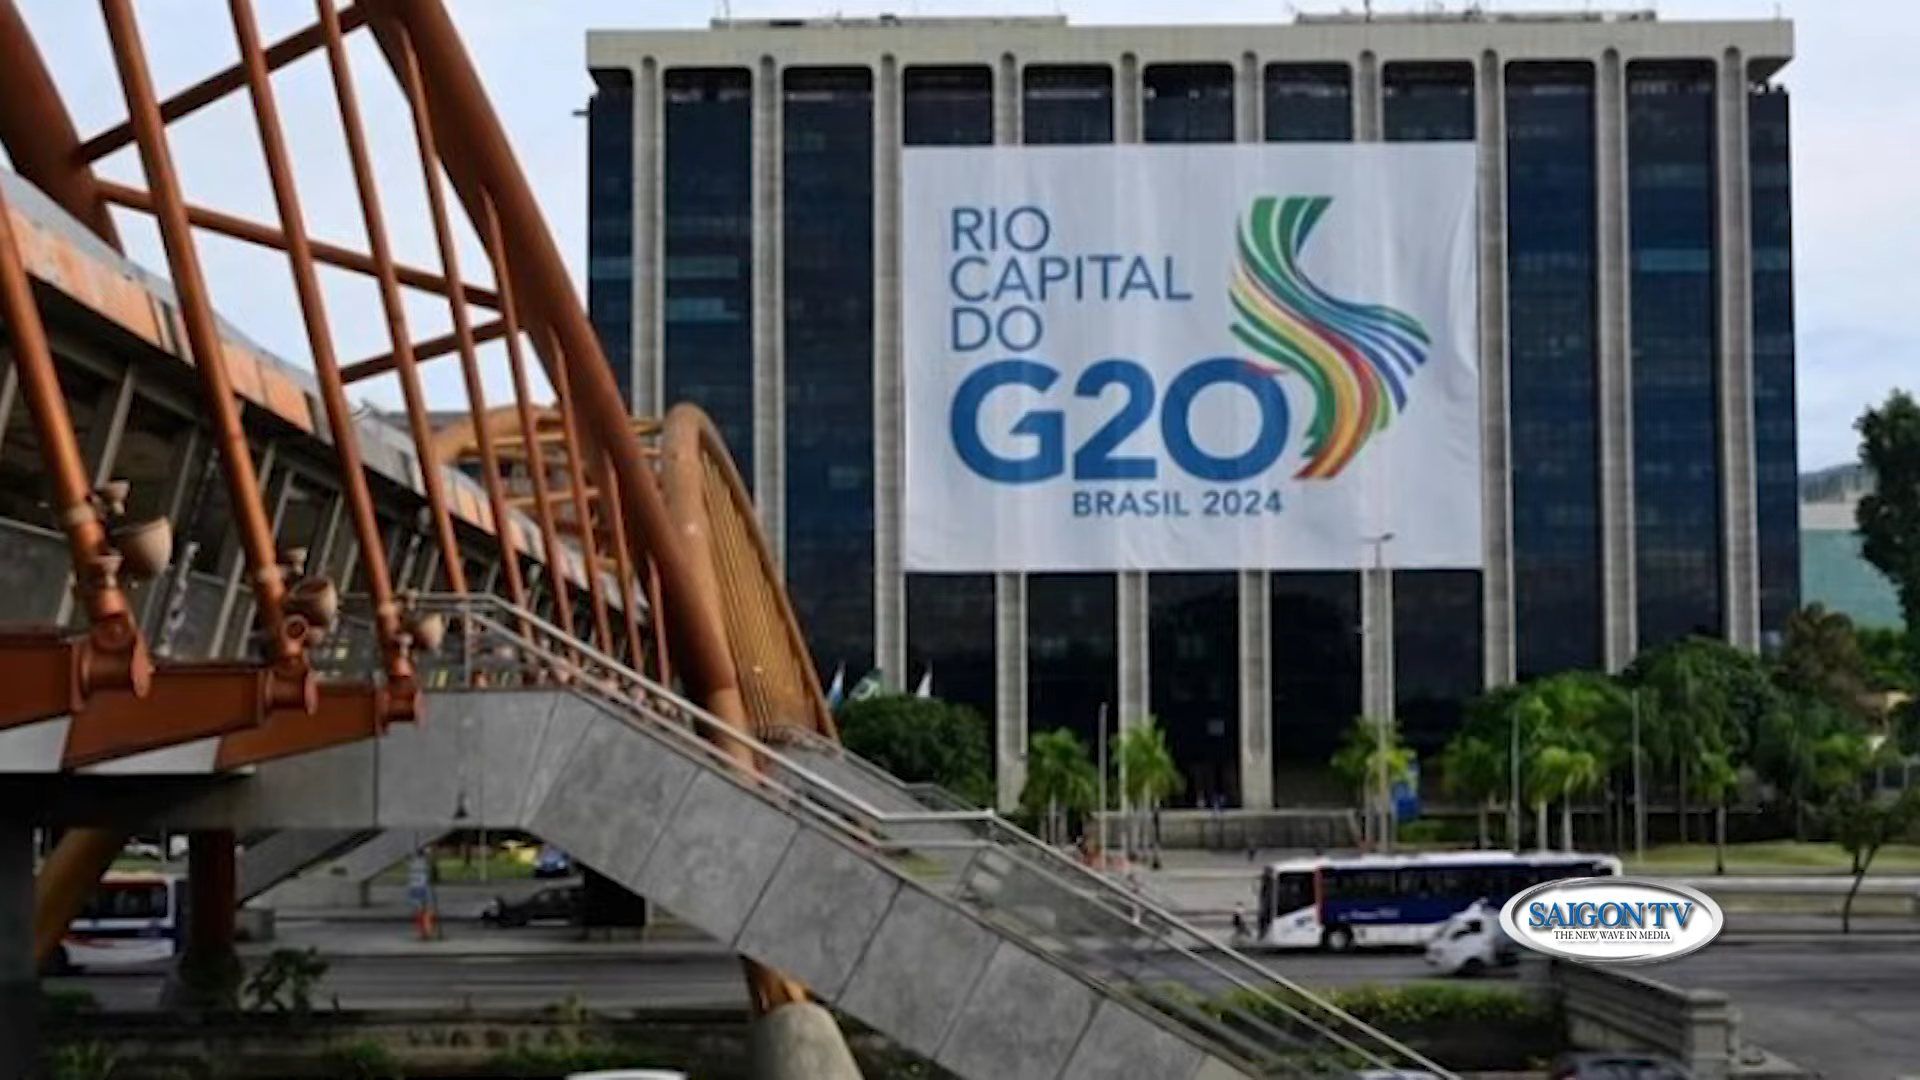 RIO
CAPITAL
DO
G20
BRASIL 2024
SAIGON TV
THE NEW WAVE IN MEDIA